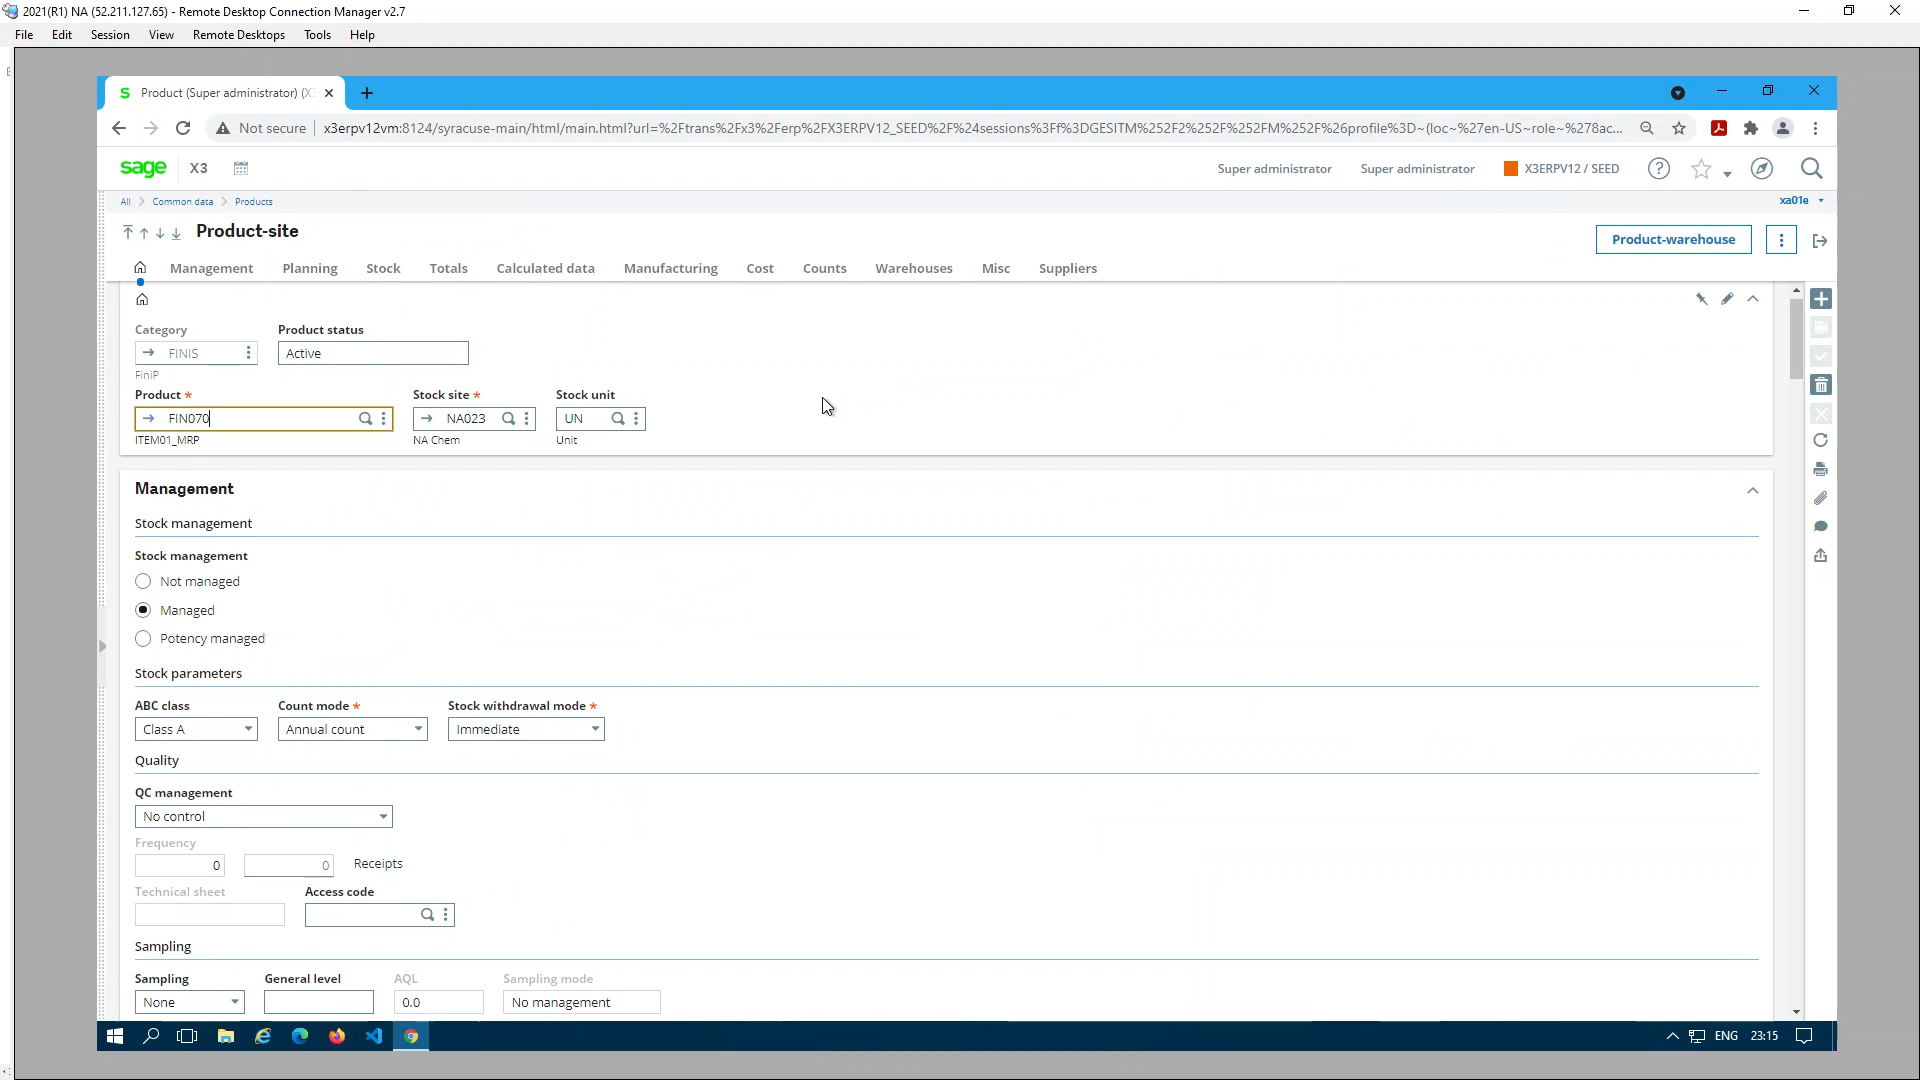 2021(R1) NA (52.211.127.65) - Remote Desktop Connection Manager v2.7
File Edit Session View Remote Desktops Tools Help
S Product (Super administrator) (X3
Not secure x3erpv12vm:8124/syracuse-main/html/main.html?url=%2Ftrans%2Fx3%2Ferp%2FX3ERPV12_SEED%2F%24sessions%3Ff%3DGESITM%252F2%252F%252FM%252F%26profile%3D~(loc~%27en-US~role~%278ac...
sage X3 Super administrator Super administrator X3ERPV12 / SEED
All Common data Products xa01e
Product-site Product-warehouse
Management Planning Stock Totals Calculated data Manufacturing Cost Counts Warehouses Misc Suppliers
Category Product status
FINIS Active
FiniP
Product * Stock site * Stock unit
FIN070 NA023 UN
ITEM01_MRP NA Chem Unit
Management
Stock management
Stock management
Not managed
Managed
Potency managed
Stock parameters
ABC class Count mode * Stock withdrawal mode *
Class A Annual count Immediate
Quality
QC management
No control
Frequency
0 0 Receipts
Technical sheet Access code
Sampling
Sampling General level AQL Sampling mode
None 0.0 No management
ENG 23:15